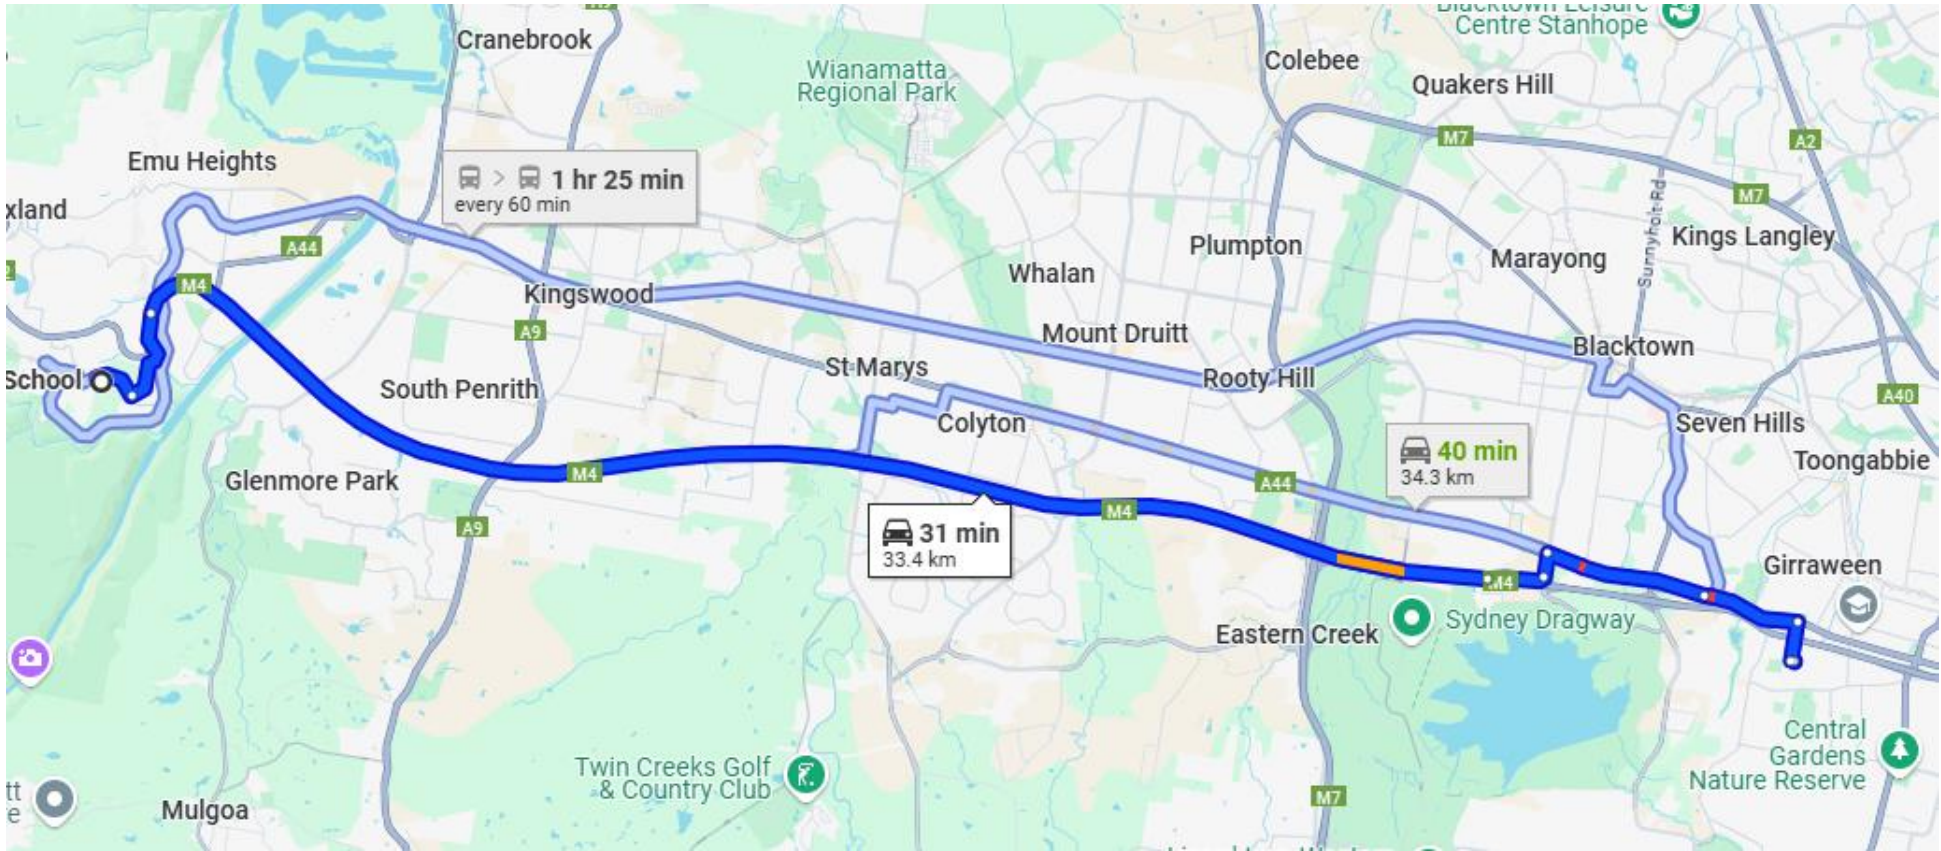 Blacktown Leisure
Centre Stanhope
Cranebrook
Wianamatta
Regional Park
Colebee
Quakers Hill
M7
A2
Emu Heights
1 hr 25 min
every 60 min
M7
xland
A44
Sunnyholt Rd
Kings Langley
Plumpton
Marayong
Whalan
M4
Kingswood
A9
Mount Druitt
Blacktown
St Marys
Rooty Hill
School
South Penrith
A40
Colyton
Seven Hills
40 min
34.3 km
Toongabbie
Glenmore Park
M4
A44
A9
M4
31 min
33.4 km
Girraween
M4
Sydney Dragway
Eastern Creek
Central
Gardens
Nature Reserve
Twin Creeks Golf
& Country Club
M7
tt
e
Mulgoa